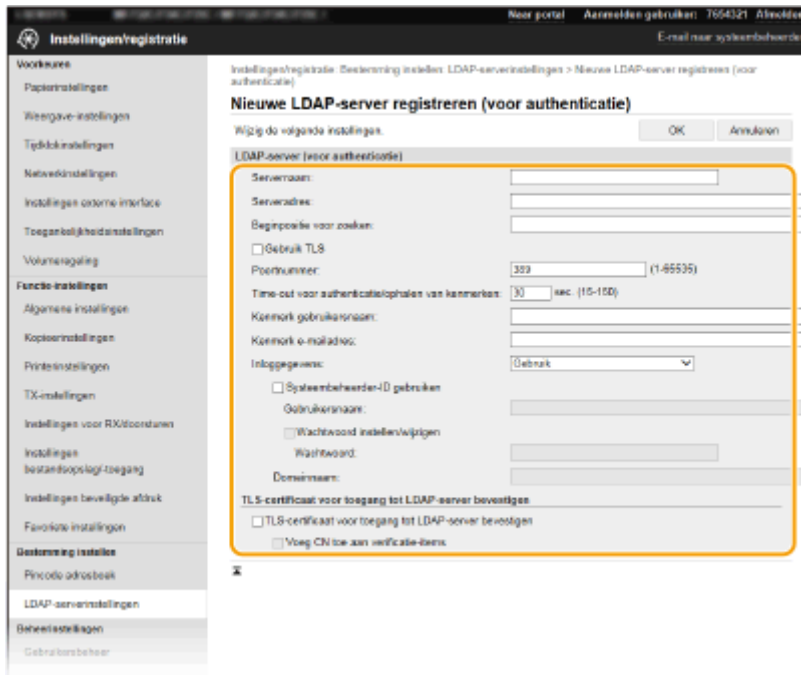 Naar portal Aanmelden gebruiker: 7654321 Afmelden
Instellingen/registratie
E-mail naar systeembeheerder
Voorkeuren
Papierinstellingen
Weergave-instellingen
Tijdklokinstellingen
Netwerkinstellingen
Instellingen externe interface
Toegankelijkheidsinstellingen
Volumeregeling
Functie-instellingen
Algemene instellingen
Kopieerinstellingen
Printerinstellingen
TX-instellingen
Instellingen voor RX/doorsturen
Instellingen
bestandsopslag/-toegang
Instellingen beveiligde afdruk
Favoriete instellingen
Bestemming instellen
Pincode adresboek
LDAP-serverinstellingen
Beheerinstellingen
Gebruikersbeheer
Instellingen/registratie: Bestemming instellen: LDAP-serverinstellingen > Nieuwe LDAP-server registreren (voor
authenticatie)
Nieuwe LDAP-server registreren (voor authenticatie)
Wijzig de volgende instellingen.
OK
Annuleren
LDAP-server (voor authenticatie)
Servernaam:
Serveradres:
Beginpositie voor zoeken:
Gebruik TLS
Poortnummer: 389 (1-65535)
Time-out voor authenticatie/ophalen van kenmerken: 30 sec. (15-150)
Kenmerk gebruikersnaam:
Kenmerk e-mailadres:
Inloggegevens: Gebruik
Systeembeheerder-ID gebruiken
Gebruikersnaam:
Wachtwoord instellen/wijzigen
Wachtwoord:
Domeinnaam:
TLS-certificaat voor toegang tot LDAP-server bevestigen
TLS-certificaat voor toegang tot LDAP-server bevestigen
Voeg CN toe aan verificatie-items